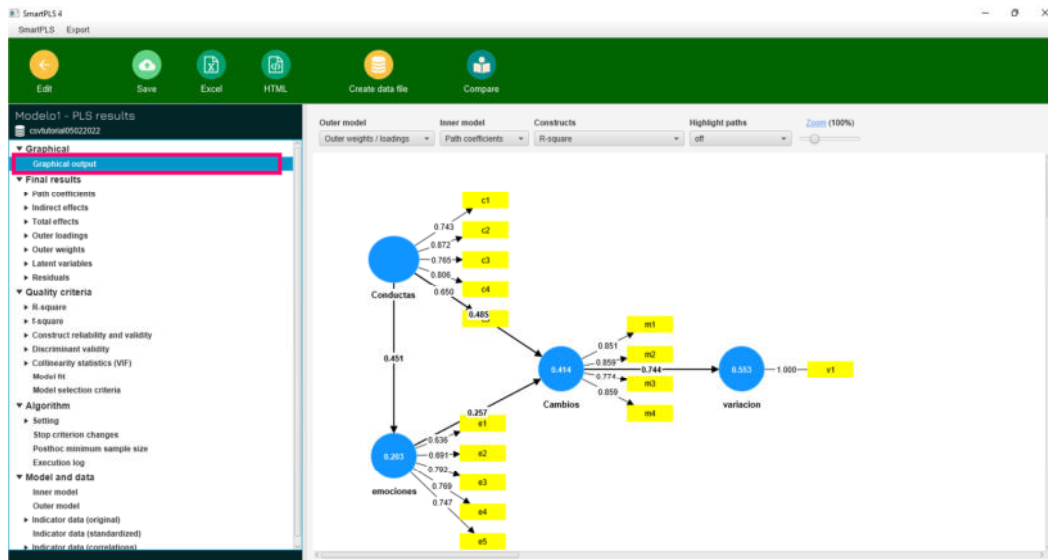 SmartPLS 4
SmartPLS Export
Edit Save Excel HTML Create data file Compare
Modelo1 - PLS results
csvtutorial05022022
Graphical
Graphical output
Final results
Path coefficients
Indirect effects
Total effects
Outer loadings
Outer weights
Latent variables
Residuals
Quality criteria
R-square
f-square
Construct reliability and validity
Discriminant validity
Collinearity statistics (VIF)
Model fit
Model selection criteria
Algorithm
Setting
Stop criterion changes
Posthoc minimum sample size
Execution log
Model and data
Inner model
Outer model
Indicator data (original)
Indicator data (standardized)
Indicator data (correlations)
Outer model Inner model Constructs Highlight paths Zoom (100%)
Outer weights / loadings Path coefficients R-square off
c1
0.743
c2
0.872
0.765 c3
0.806
Conductas 0.650 c4
0.485
m1
0.851
0.451 0.859 m2
0.414 0.744 0.553 1.000 v1
0.774 m3
0.859
Cambios variacion
0.257 m4
e1
0.636
0.203 0.691 e2
0.792
e3
emociones 0.769
0.747
e4
e5